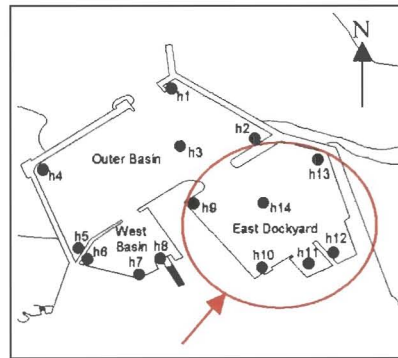 N
h1
h2
h3
Outer Basin
h13
h4
h9
h14
East Dockyard
h5
West
Basin
h8
h6
h7
h10
h11
h12